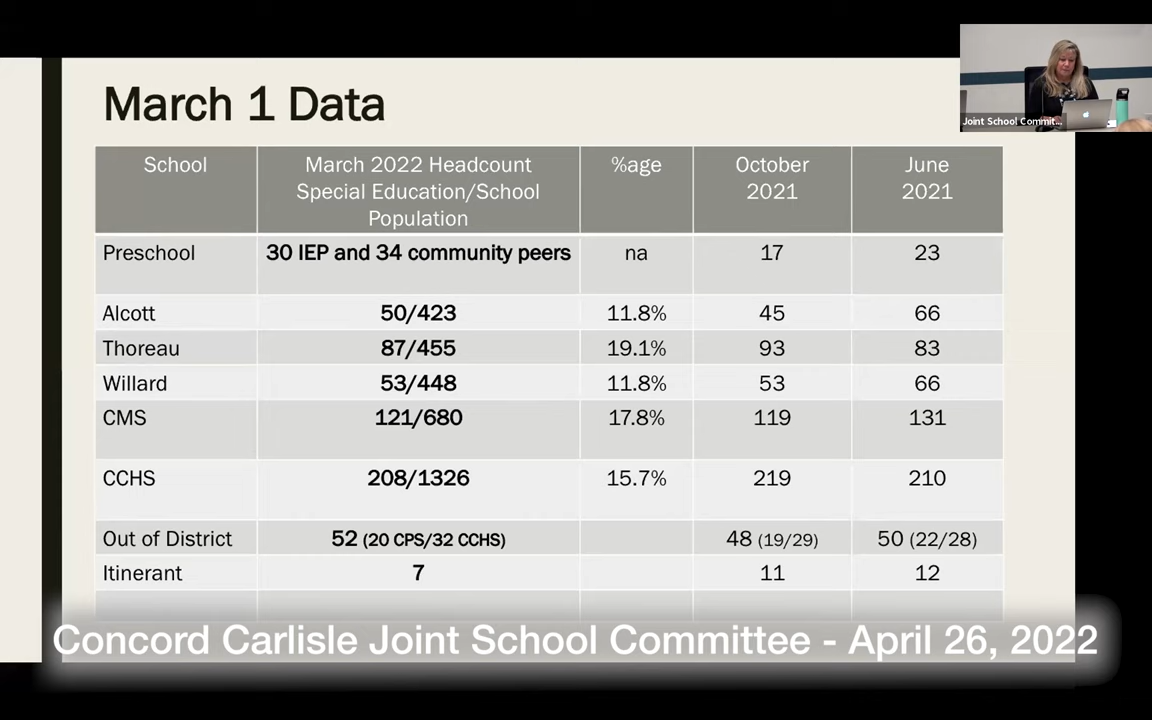 March 1 Data
Joint School Commit...
School
March 2022 Headcount
Special Education/School
Population
%age
October
2021
June
2021
Preschool 30 IEP and 34 community peers na 17 23
Alcott 50/423 11.8% 45 66
Thoreau 87/455 19.1% 93 83
Willard 53/448 11.8% 53 66
CMS 121/680 17.8% 119 131
CCHS 208/1326 15.7% 219 210
Out of District 52 (20 CPS/32 CCHS) 48 (19/29) 50 (22/28)
Itinerant 7 11 12
Concord Carlisle Joint School Committee - April 26, 2022